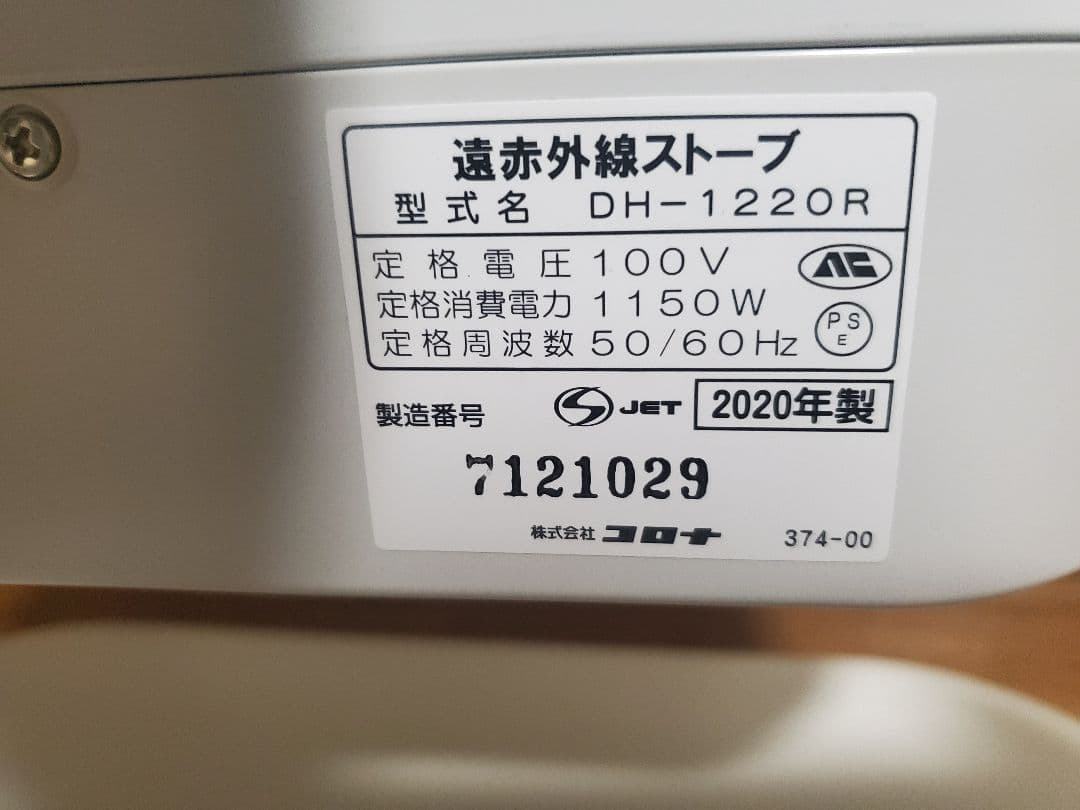 遠赤外線ストーブ
型式名 DH-1220R
定格電圧 100V
定格消費電力 1150W
定格周波数 50/60Hz
PS
E
製造番号 JET 2020年製
7121029
株式会社 コロナ 374-00